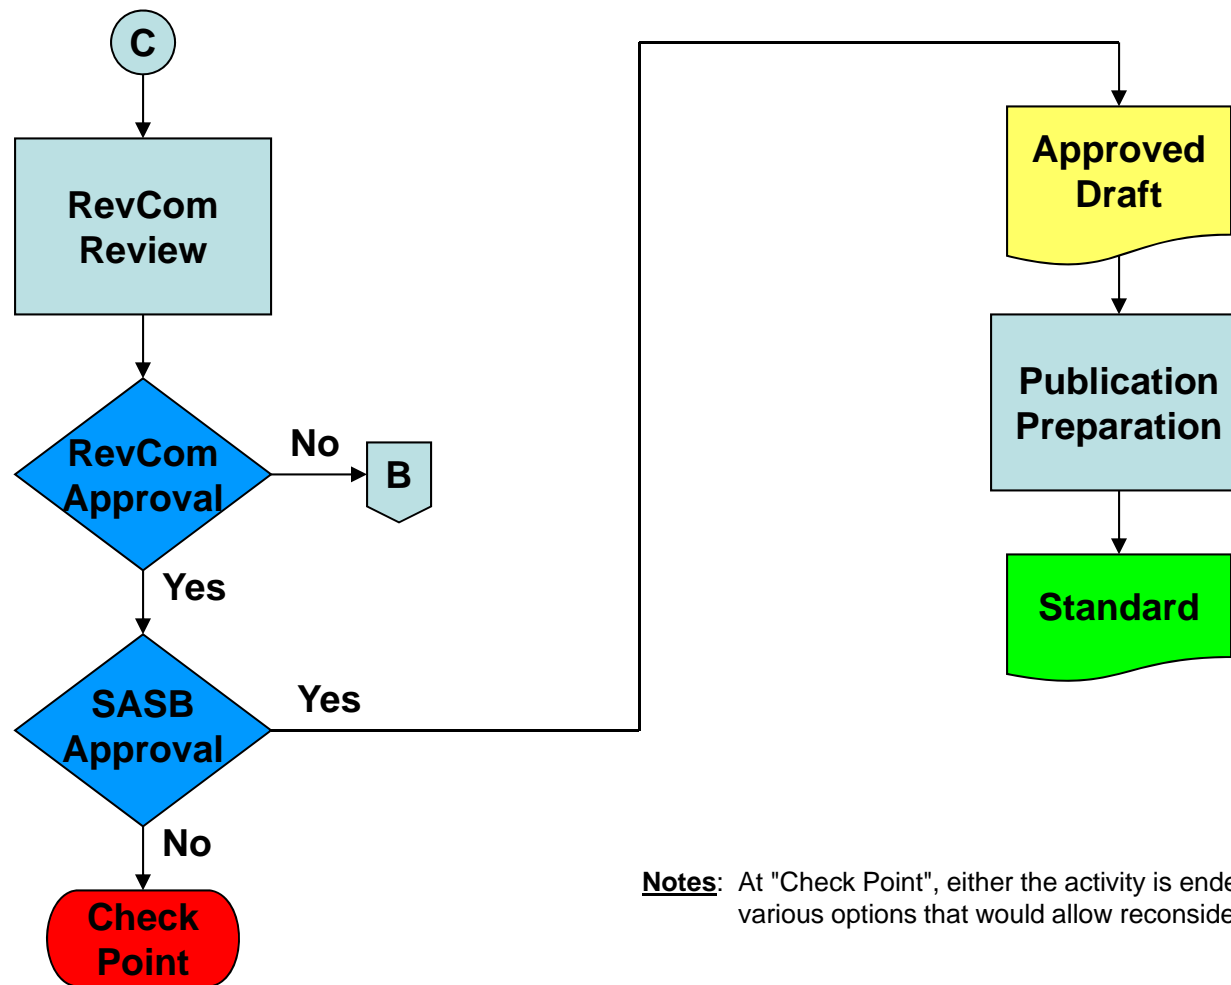 C
RevCom
Review
RevCom
Approval
No
B
Yes
SASB
Approval
Yes
No
Check
Point
Approved
Draft
Publication
Preparation
Standard
Notes: At "Check Point", either the activity is ende
various options that would allow reconside